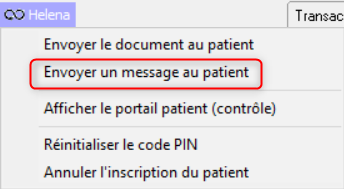 Helena
Transac
Envoyer le document au patient
Envoyer un message au patient
Afficher le portail patient (contrôle)
Réinitialiser le code PIN
Annuler l'inscription du patient